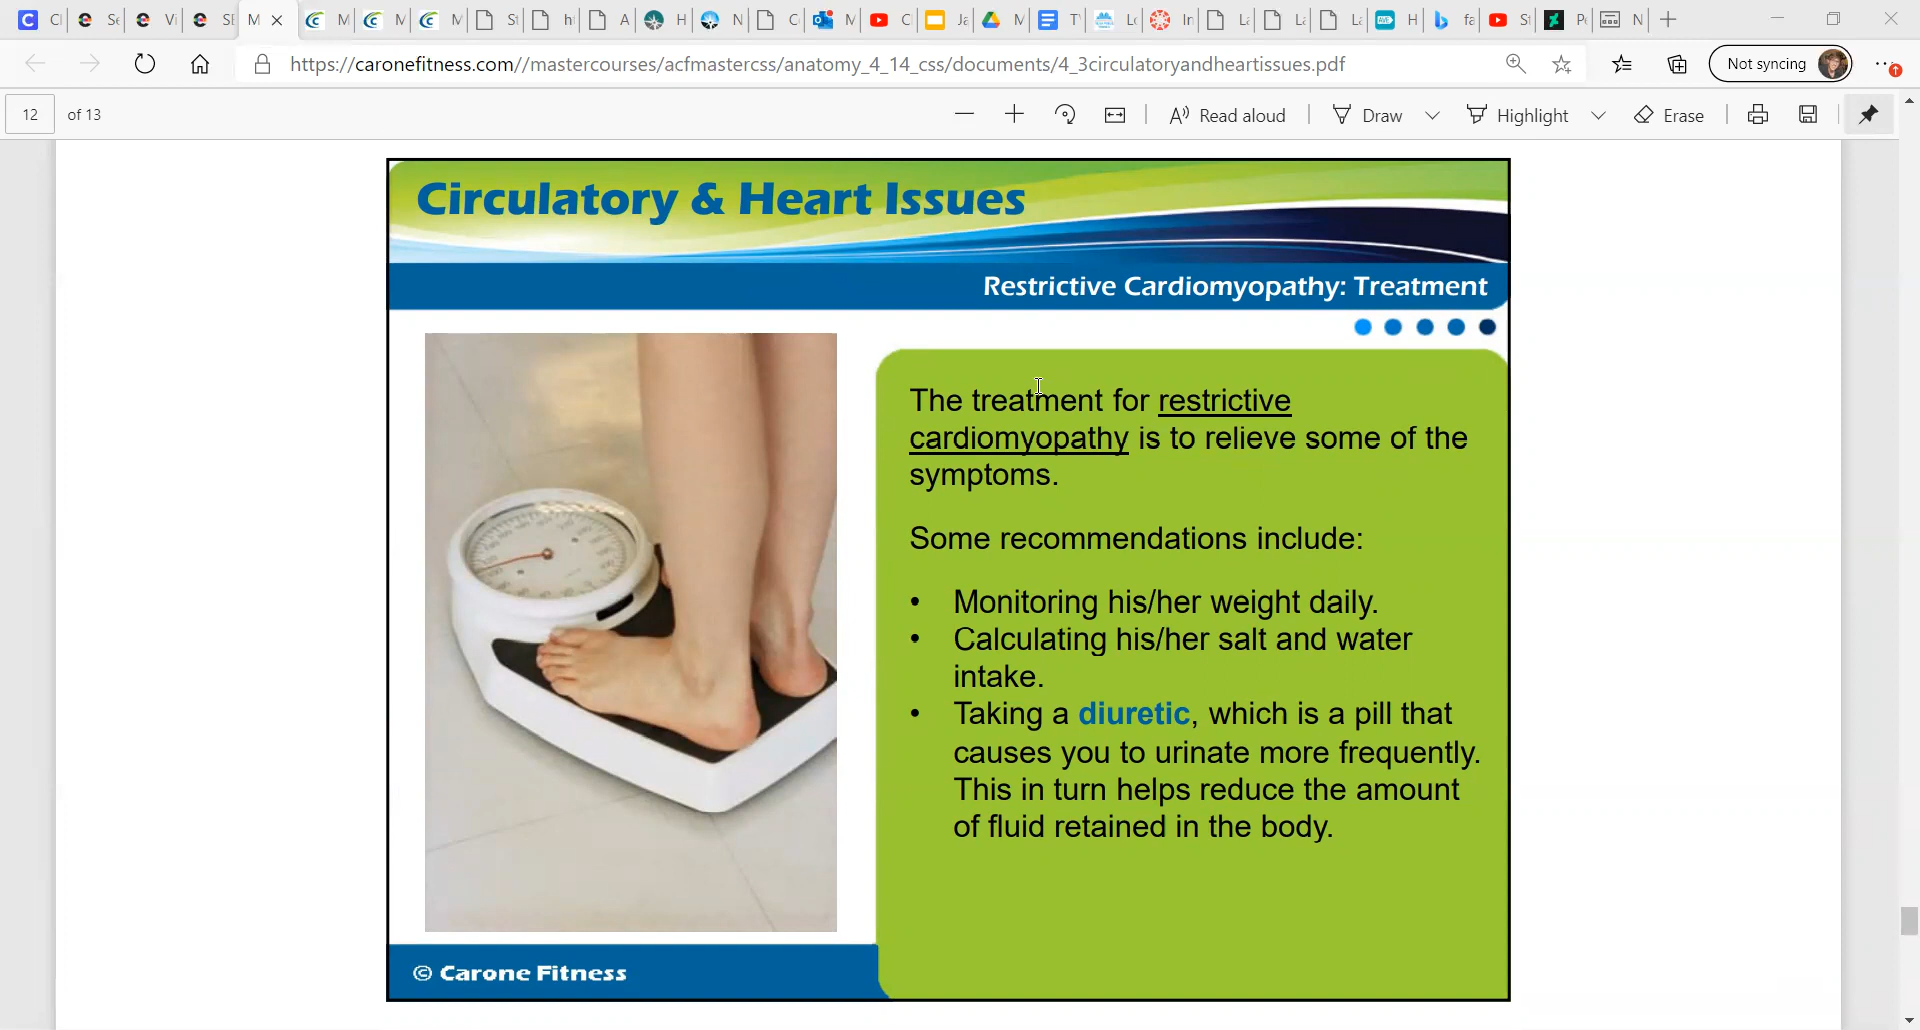 https://caronefitness.com//mastercourses/acfmastercss/anatomy_4_14_css/documents/4_3circulatoryandheartissues.pdf
Not syncing
12 of 13
Read aloud
Draw
Highlight
Erase
Circulatory & Heart Issues
Restrictive Cardiomyopathy: Treatment
The treatment for restrictive
cardiomyopathy is to relieve some of the
symptoms.
Some recommendations include:
• Monitoring his/her weight daily.
• Calculating his/her salt and water
intake.
• Taking a diuretic, which is a pill that
causes you to urinate more frequently.
This in turn helps reduce the amount
of fluid retained in the body.
© Carone Fitness